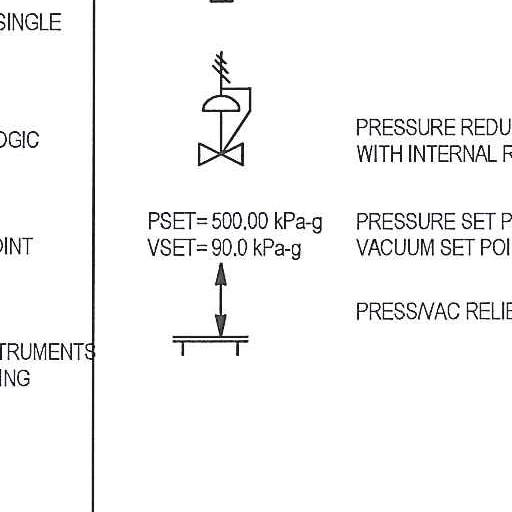 SINGLE
OGIC
OINT
TRUMENTS
ING
PRESSURE REDU
WITH INTERNAL R
PSET= 500.00 kPa-g
VSET= 90.0 kPa-g
PRESSURE SET P
VACUUM SET POI
PRESS/VAC RELIE